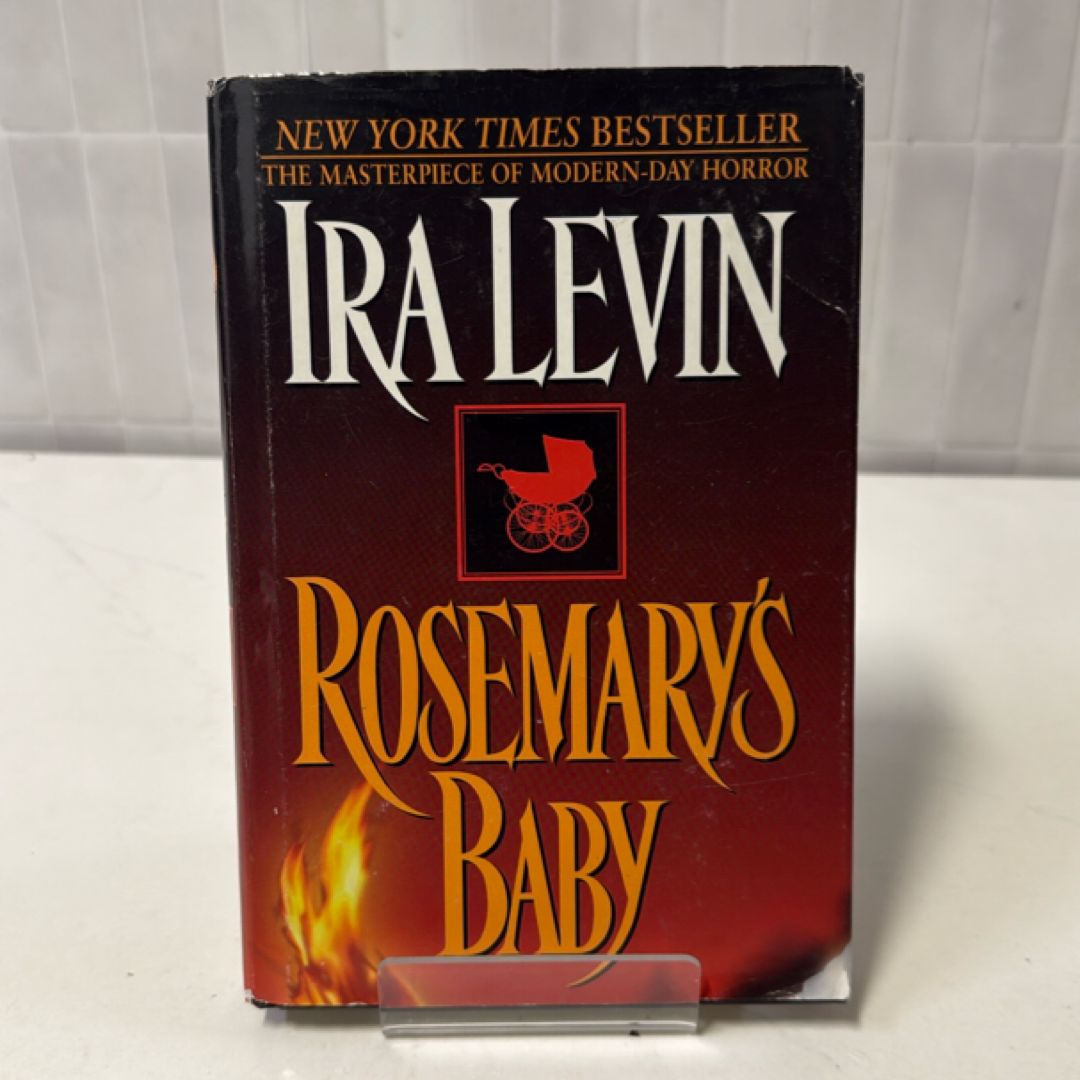 NEW YORK TIMES BESTSELLER
THE MASTERPIECE OF MODERN-DAY HORROR
IRA LEVIN
ROSEMARY'S
BABY